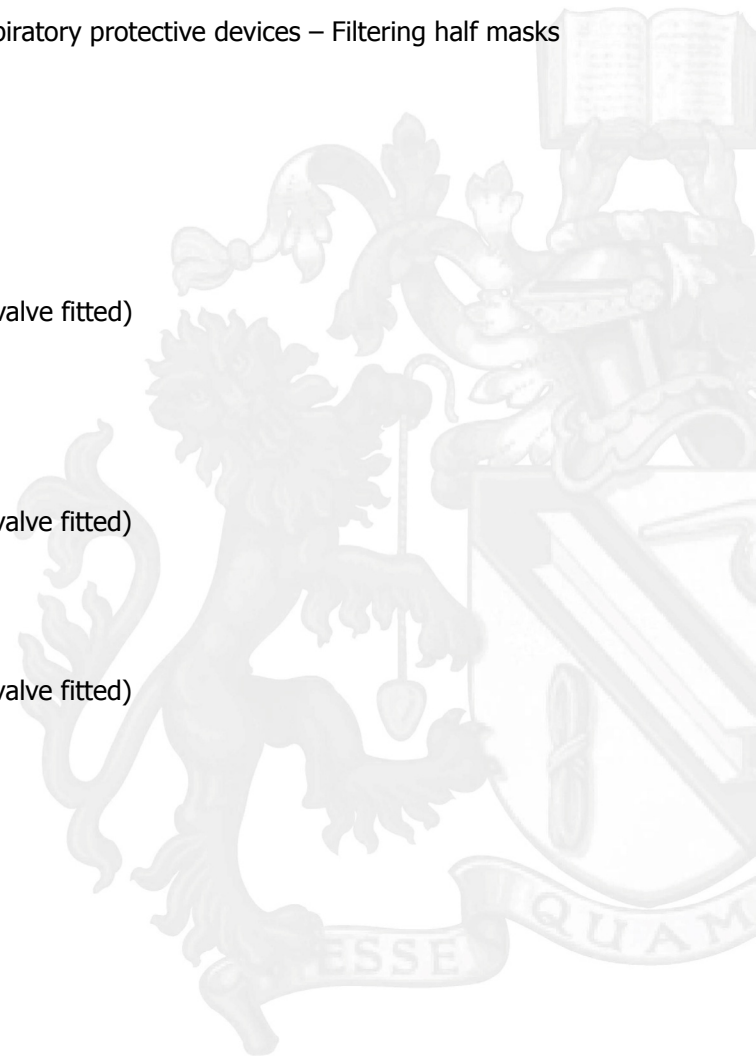 piratory protective devices – Filtering half masks
valve fitted)
valve fitted)
valve fitted)
ESSE
QUAM